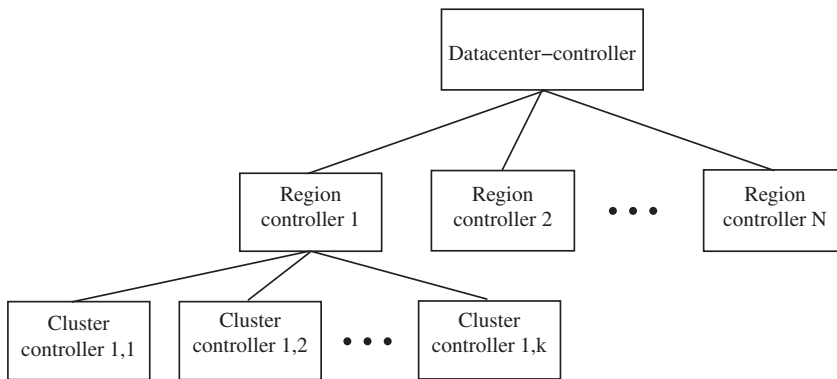 Datacenter−controller
Region
controller 1
Region
controller 2
Region
controller N
Cluster
controller 1,1
Cluster
controller 1,2
Cluster
controller 1,k